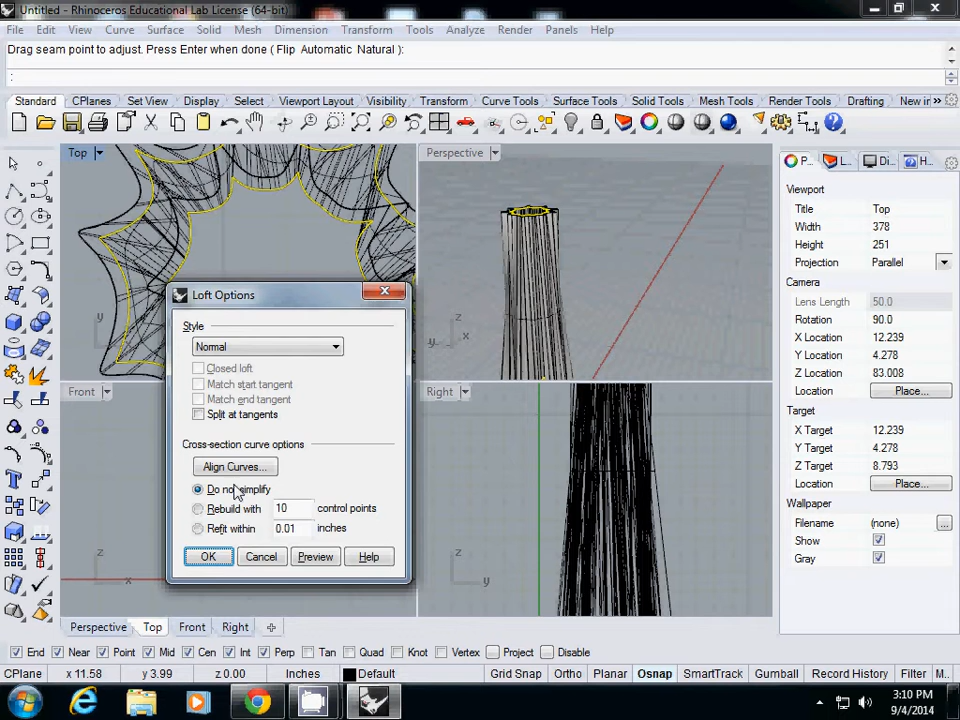 Untitled - Rhinoceros Educational Lab License (64-bit)
File Edit View Curve Surface Solid Mesh Dimension Transform Tools Analyze Render Panels Help
Drag seam point to adjust. Press Enter when done ( Flip Automatic Natural ):
:
Standard CPlanes Set View Display Select Viewport Layout Visibility Transform Curve Tools Surface Tools Solid Tools Mesh Tools Render Tools Drafting New in »
Top
Perspective
P... L... Di... H...
Viewport
Title Top
Width 378
Height 251
Projection Parallel
Camera
Lens Length 50.0
Rotation 90.0
X Location 12.239
Y Location 4.278
Z Location 83.008
Location Place...
Target
X Target 12.239
Y Target 4.278
Z Target 8.793
Location Place...
Wallpaper
Filename (none) ...
Show
Gray
Loft Options
Style
Normal
Closed loft
Match start tangent
Match end tangent
Split at tangents
Cross-section curve options
Align Curves...
Do not simplify
Rebuild with 10 control points
Refit within 0.01 inches
OK Cancel Preview Help
y
z
y x
Front
Right
z
x
z
y
Perspective Top Front Right
End Near Point Mid Cen Int Perp Tan Quad Knot Vertex Project Disable
CPlane x 11.58 y 3.99 z 0.00 Inches Default Grid Snap Ortho Planar Osnap SmartTrack Gumball Record History Filter M...
3:10 PM
9/4/2014